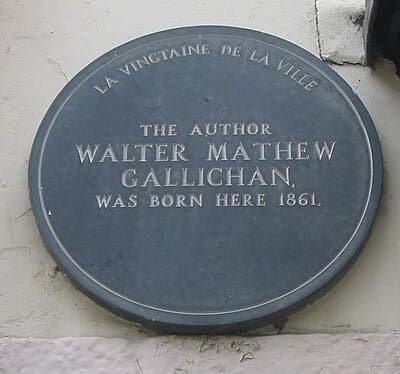 LA VINGTAINE DE LA VILLE
THE AUTHOR
WALTER MATHEW
GALLICHAN,
WAS BORN HERE 1861.